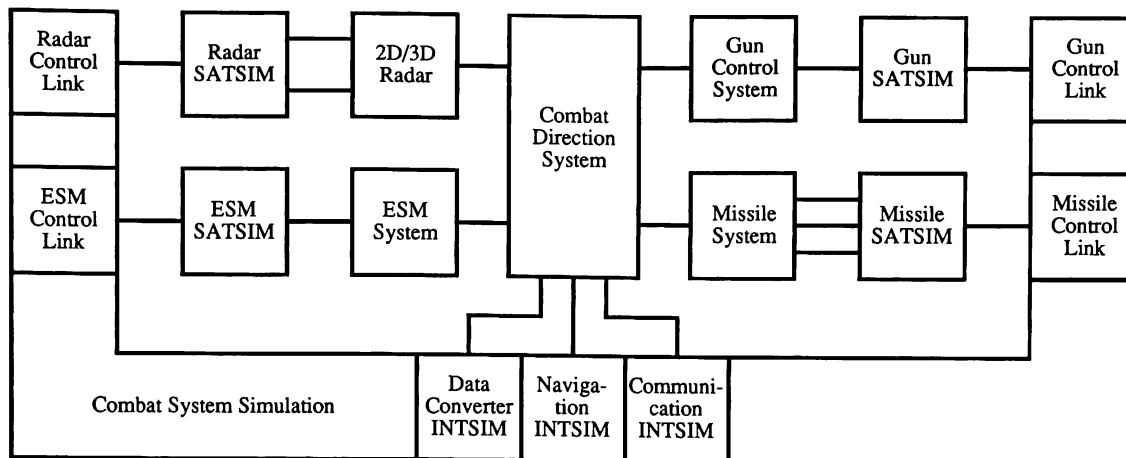 Radar
Control
Link
Radar
SATSIM
2D/3D
Radar
Combat
Direction
System
Gun
Control
System
Gun
SATSIM
Gun
Control
Link
ESM
Control
Link
ESM
SATSIM
ESM
System
Missile
System
Missile
SATSIM
Missile
Control
Link
Combat System Simulation
Data
Converter
INTSIM
Naviga-
tion
INTSIM
Communi-
cation
INTSIM